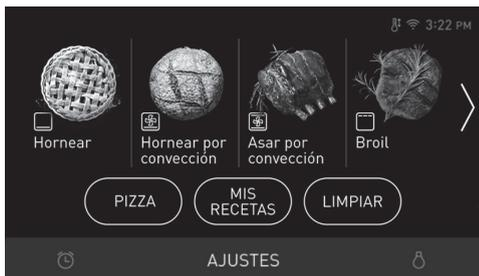 3:22 PM
Hornear
Hornear por
convección
Asar por
convección
Broil
PIZZA
MIS
RECETAS
LIMPIAR
AJUSTES